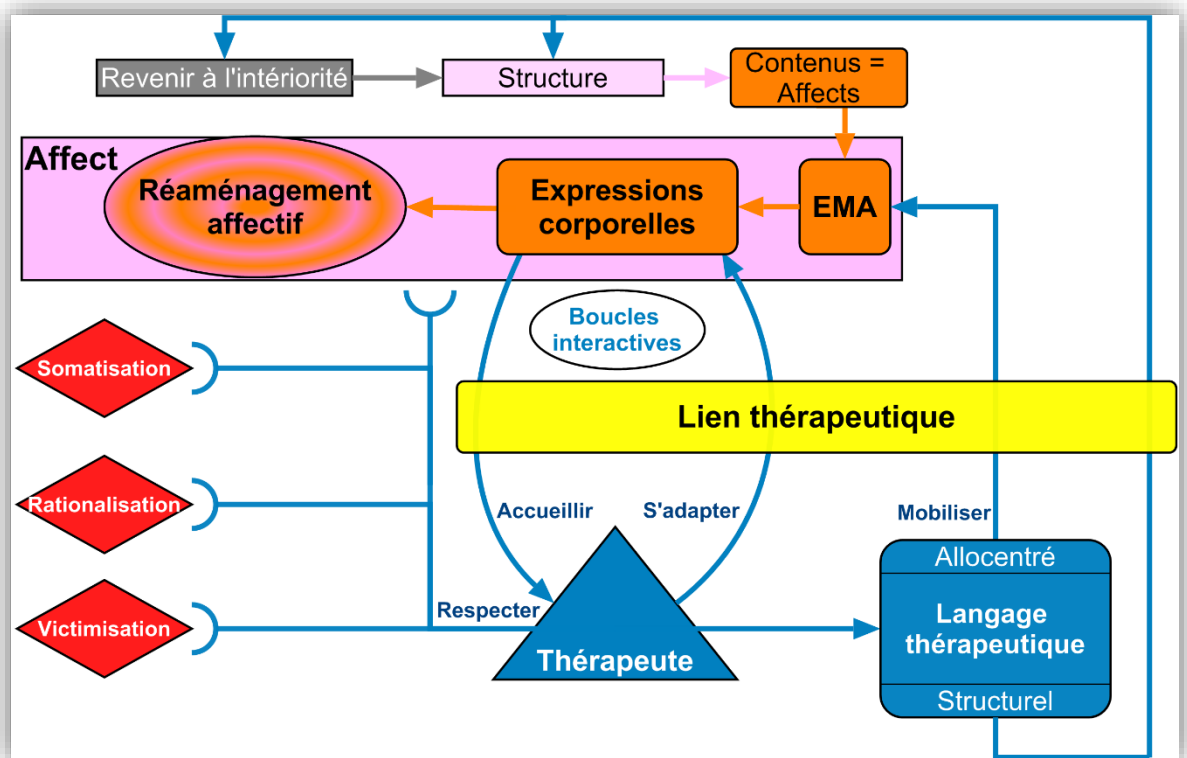 Revenir à l'intériorité
Structure
Contenus =
Affects
Affect
Réaménagement
affectif
Expressions
corporelles
EMA
Boucles
interactives
Somatisation
Lien thérapeutique
Rationalisation
Accueillir
S'adapter
Mobiliser
Allocentré
Langage
thérapeutique
Structurel
Respecter
Victimisation
Thérapeute